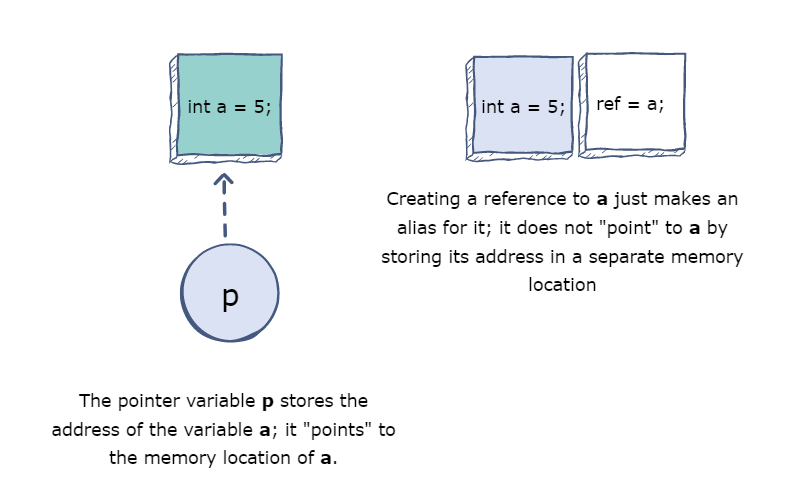 int a = 5;
p
The pointer variable p stores the
address of the variable a; it "points" to
the memory location of a.
int a = 5;
ref = a;
Creating a reference to a just makes an
alias for it; it does not "point" to a by
storing its address in a separate memory
location